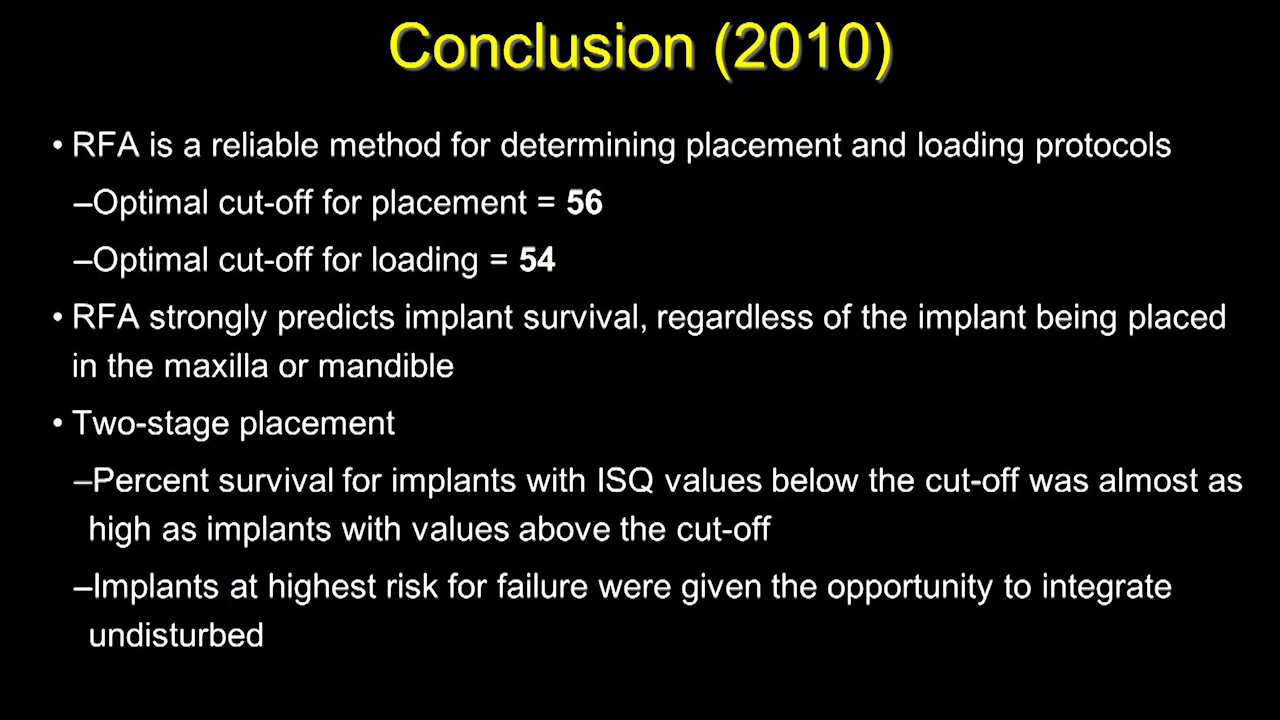 Conclusion (2010)
• RFA is a reliable method for determining placement and loading protocols
–Optimal cut-off for placement = 56
–Optimal cut-off for loading = 54
• RFA strongly predicts implant survival, regardless of the implant being placed
in the maxilla or mandible
• Two-stage placement
–Percent survival for implants with ISQ values below the cut-off was almost as
high as implants with values above the cut-off
–Implants at highest risk for failure were given the opportunity to integrate
undisturbed